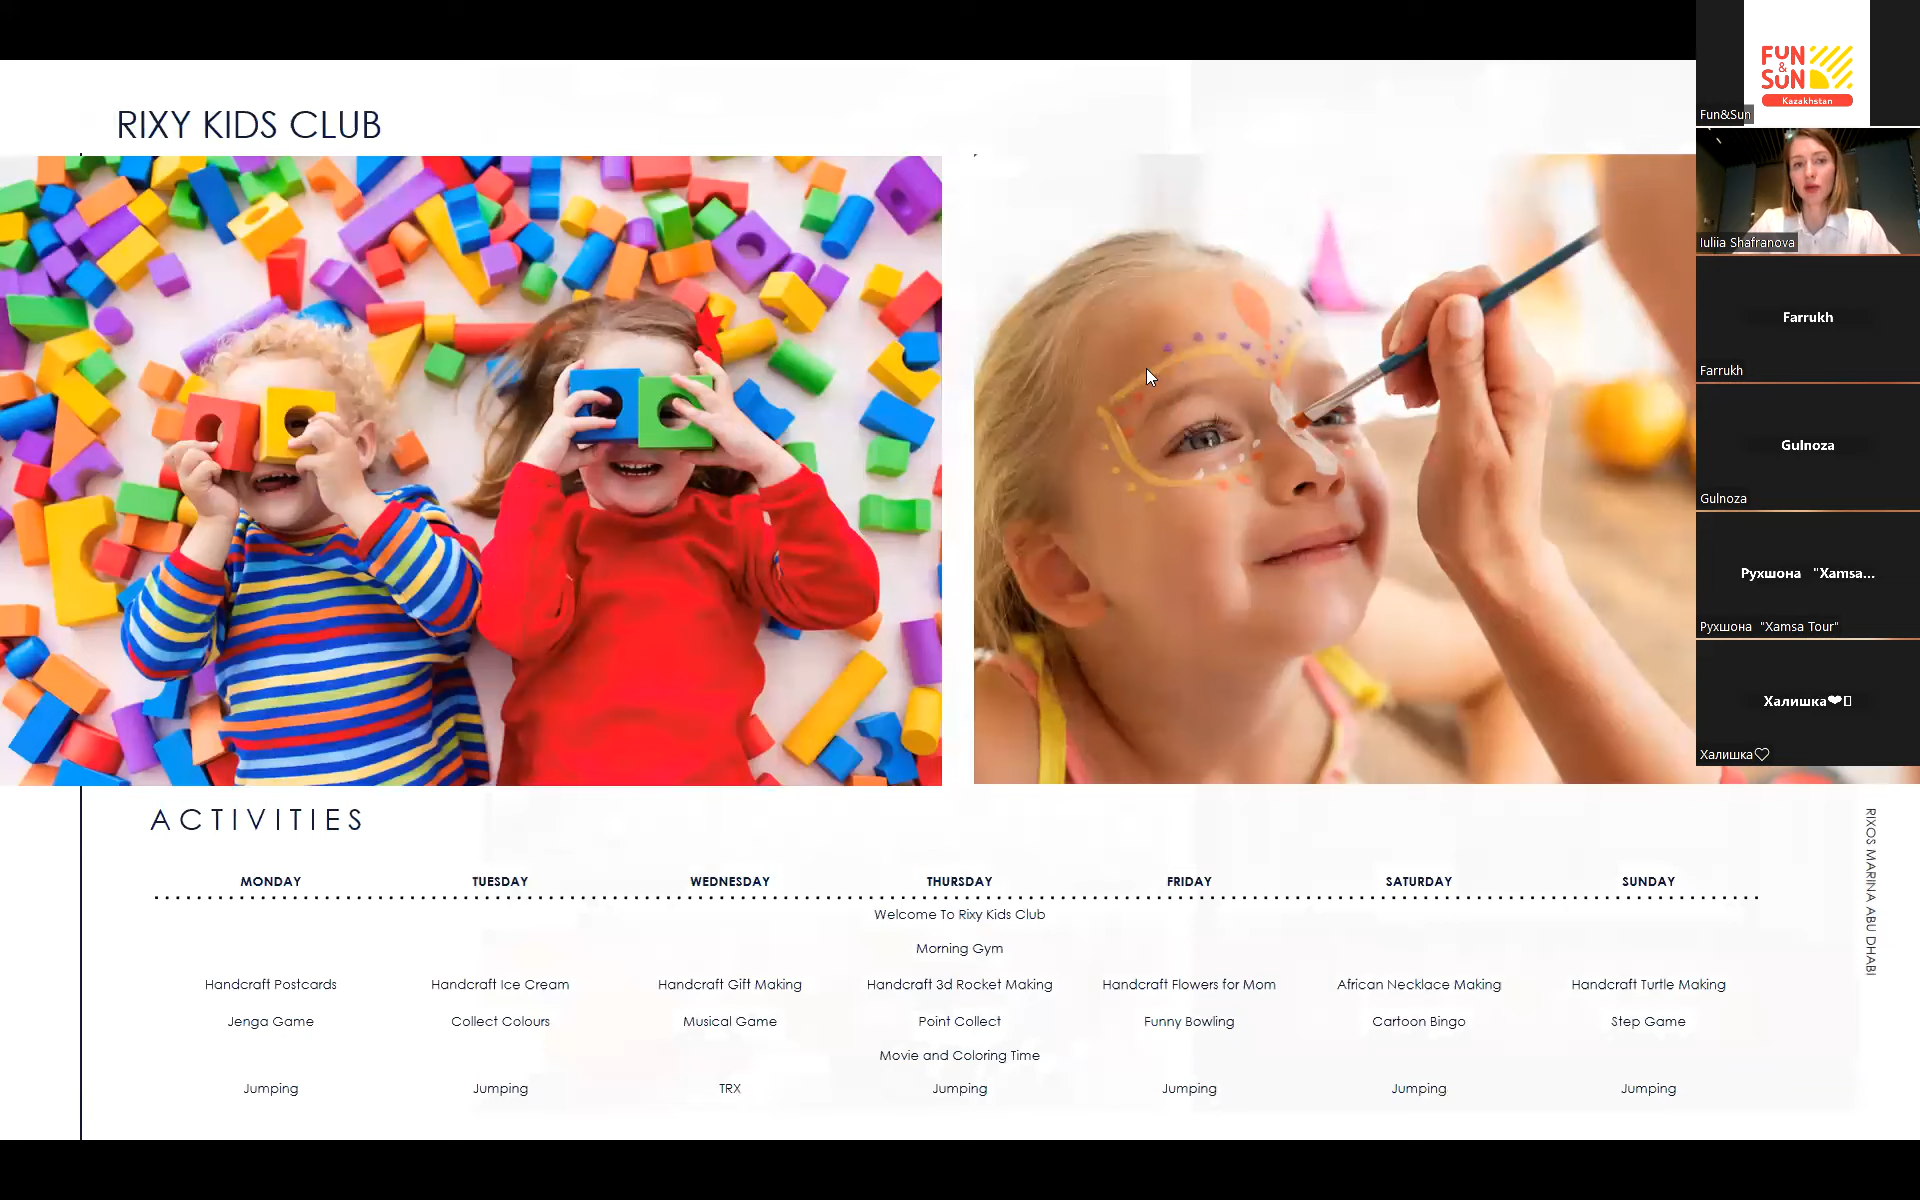 RIXY KIDS CLUB
FUN
&
SUN
Kazakhstan
Fun&Sun
Iuliia Shafranova
Farrukh
Farrukh
Gulnoza
Gulnoza
Рухшона "Xamsa...
Рухшона "Xamsa Tour"
Халишка❤▯
Халишка♡
ACTIVITIES
MONDAY TUESDAY WEDNESDAY THURSDAY FRIDAY SATURDAY SUNDAY
Welcome To Rixy Kids Club
Morning Gym
Handcraft Postcards Handcraft Ice Cream Handcraft Gift Making Handcraft 3d Rocket Making Handcraft Flowers for Mom African Necklace Making Handcraft Turtle Making
Jenga Game Collect Colours Musical Game Point Collect Funny Bowling Cartoon Bingo Step Game
Movie and Coloring Time
Jumping Jumping TRX Jumping Jumping Jumping Jumping
RIXOS MARINA ABU DHABI